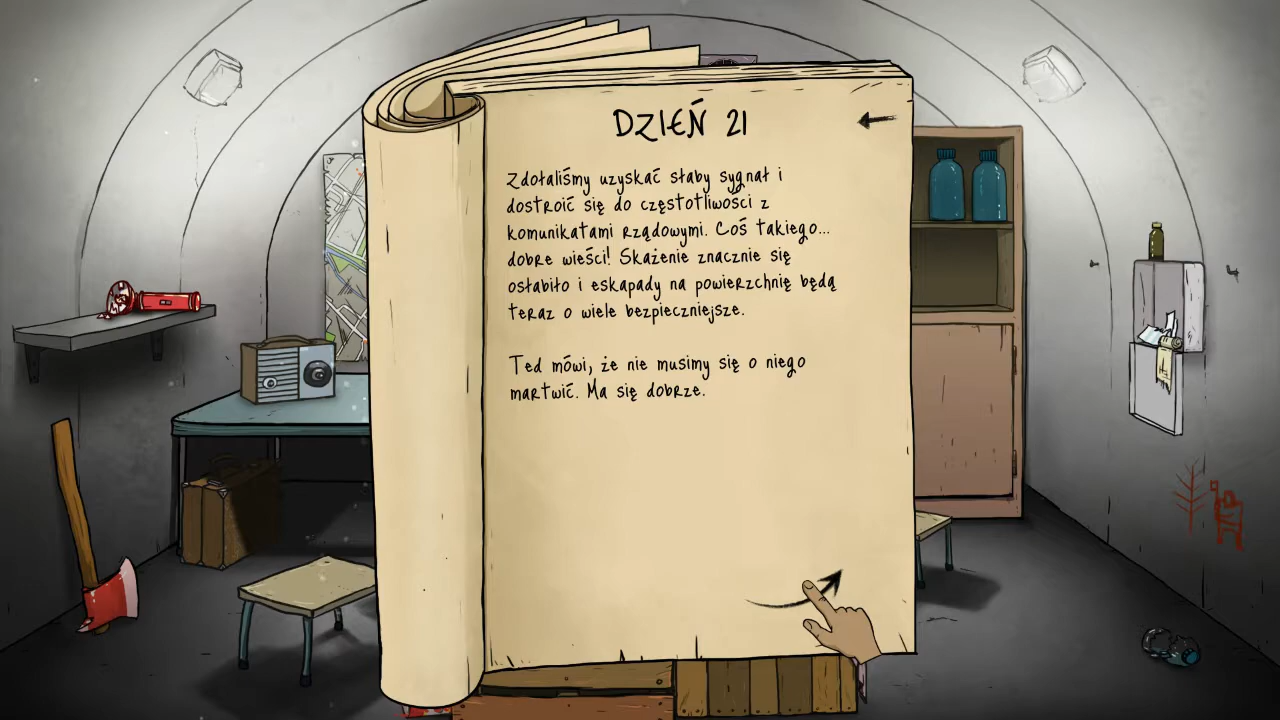 DZIEŃ 21
Zdołaliśmy uzyskać słaby sygnał i
dostroić się do częstotliwości z
komunikatami rządowymi. Coś takiego...
dobre wieści! Skażenie znacznie się
osłabiło i eskapady na powierzchnię będą
teraz o wiele bezpieczniejsze.
Ted mówi, że nie musimy się o niego
martwić. Ma się dobrze.